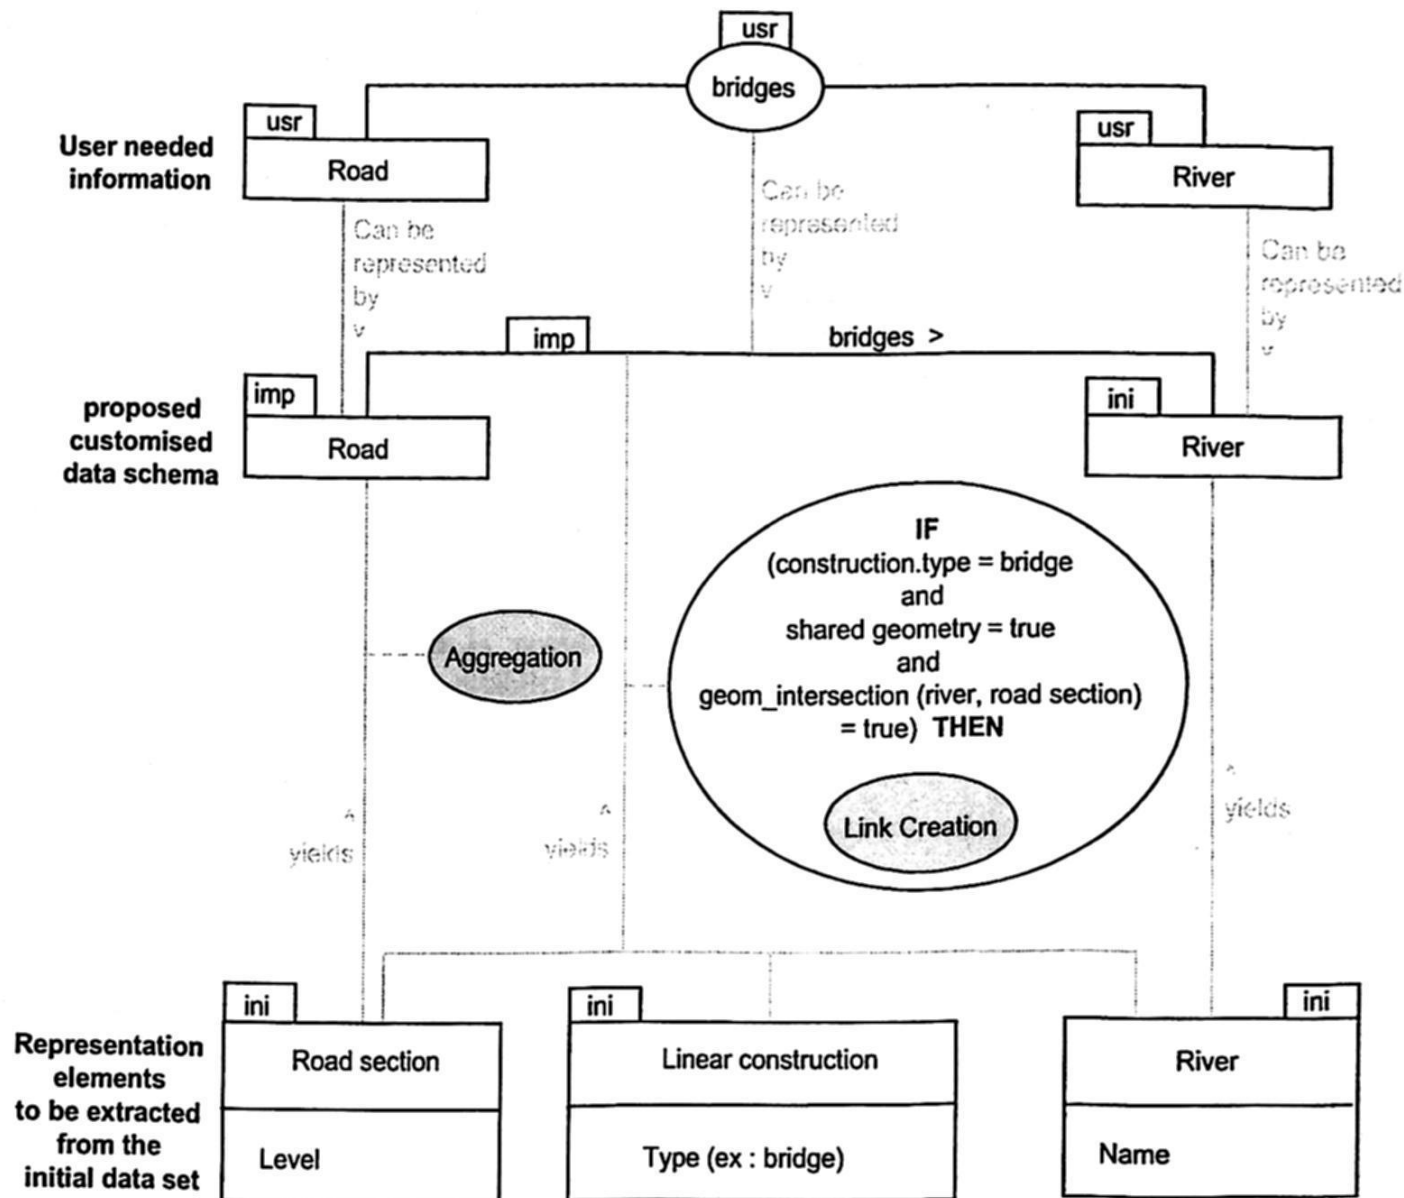 usr
bridges
usr
Road
usr
River
User needed
information
Can be
represented
by
v
Can be
represented
by
v
Can be
represented
by
v
imp
bridges >
proposed
customised
data schema
imp
Road
ini
River
IF
(construction.type = bridge
and
shared geometry = true
and
geom_intersection (river, road section)
= true) THEN
Aggregation
Link Creation
^
yields
^
yields
^
yields
Representation
elements
to be extracted
from the
initial data set
ini
Road section
Level
ini
Linear construction
Type (ex : bridge)
ini
River
Name